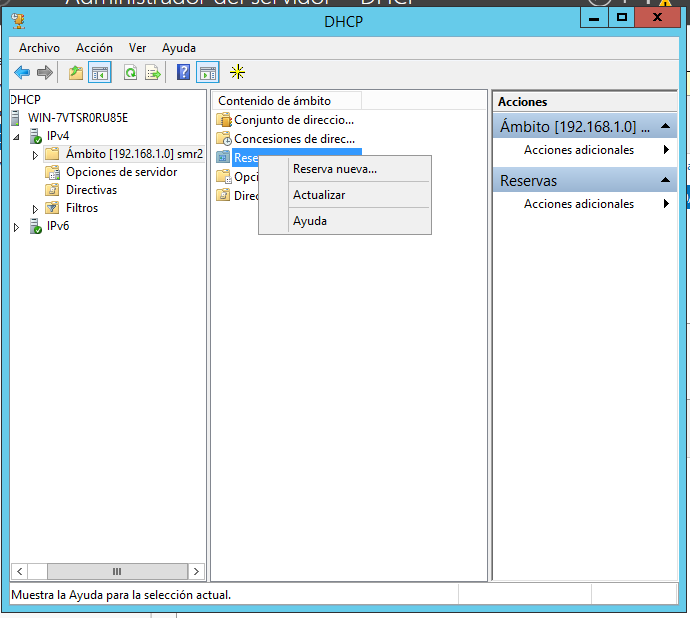 Administrador del servidor
DHCP
DHCP
Archivo Acción Ver Ayuda
DHCP
WIN-7VTSR0RU85E
IPv4
Ámbito [192.168.1.0] smr2
Opciones de servidor
Directivas
Filtros
IPv6
Contenido de ámbito
Conjunto de direccio...
Concesiones de direc...
Rese
Opci
Direc
Reserva nueva...
Actualizar
Ayuda
Acciones
Ámbito [192.168.1.0] ...
Acciones adicionales
Reservas
Acciones adicionales
Muestra la Ayuda para la selección actual.